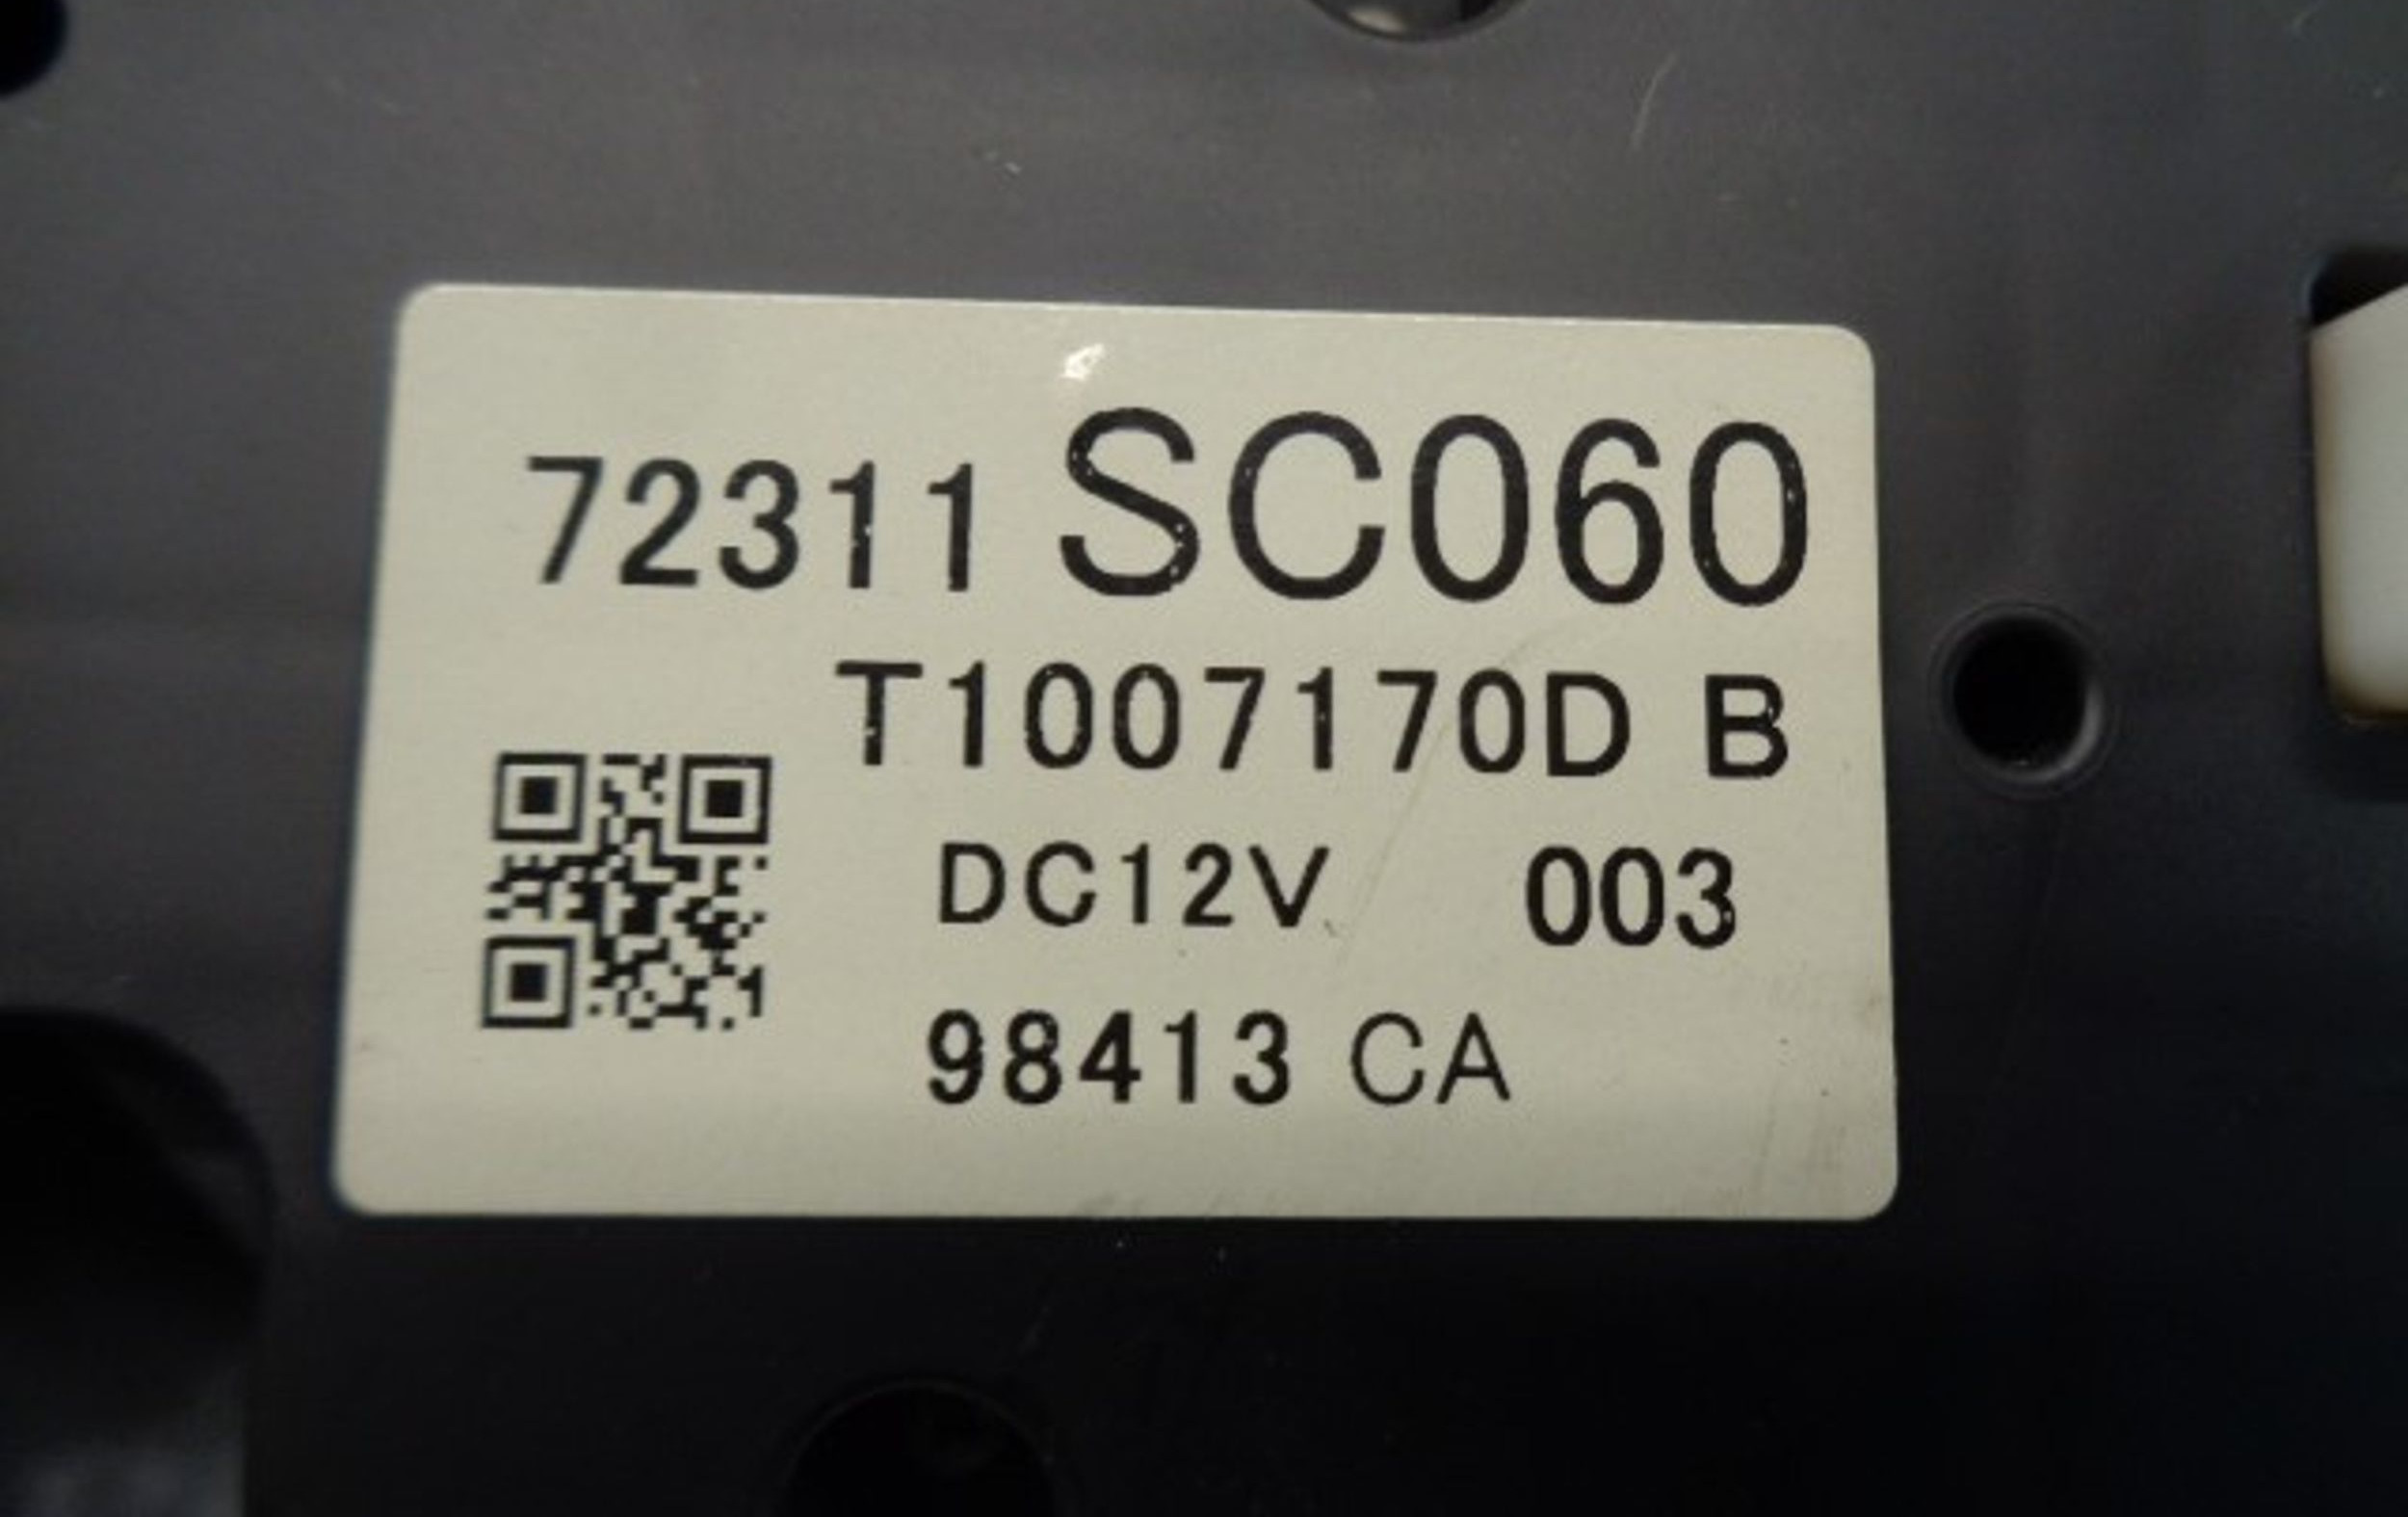 72311 SC060
T1007170D B
DC12V 003
98413 CA